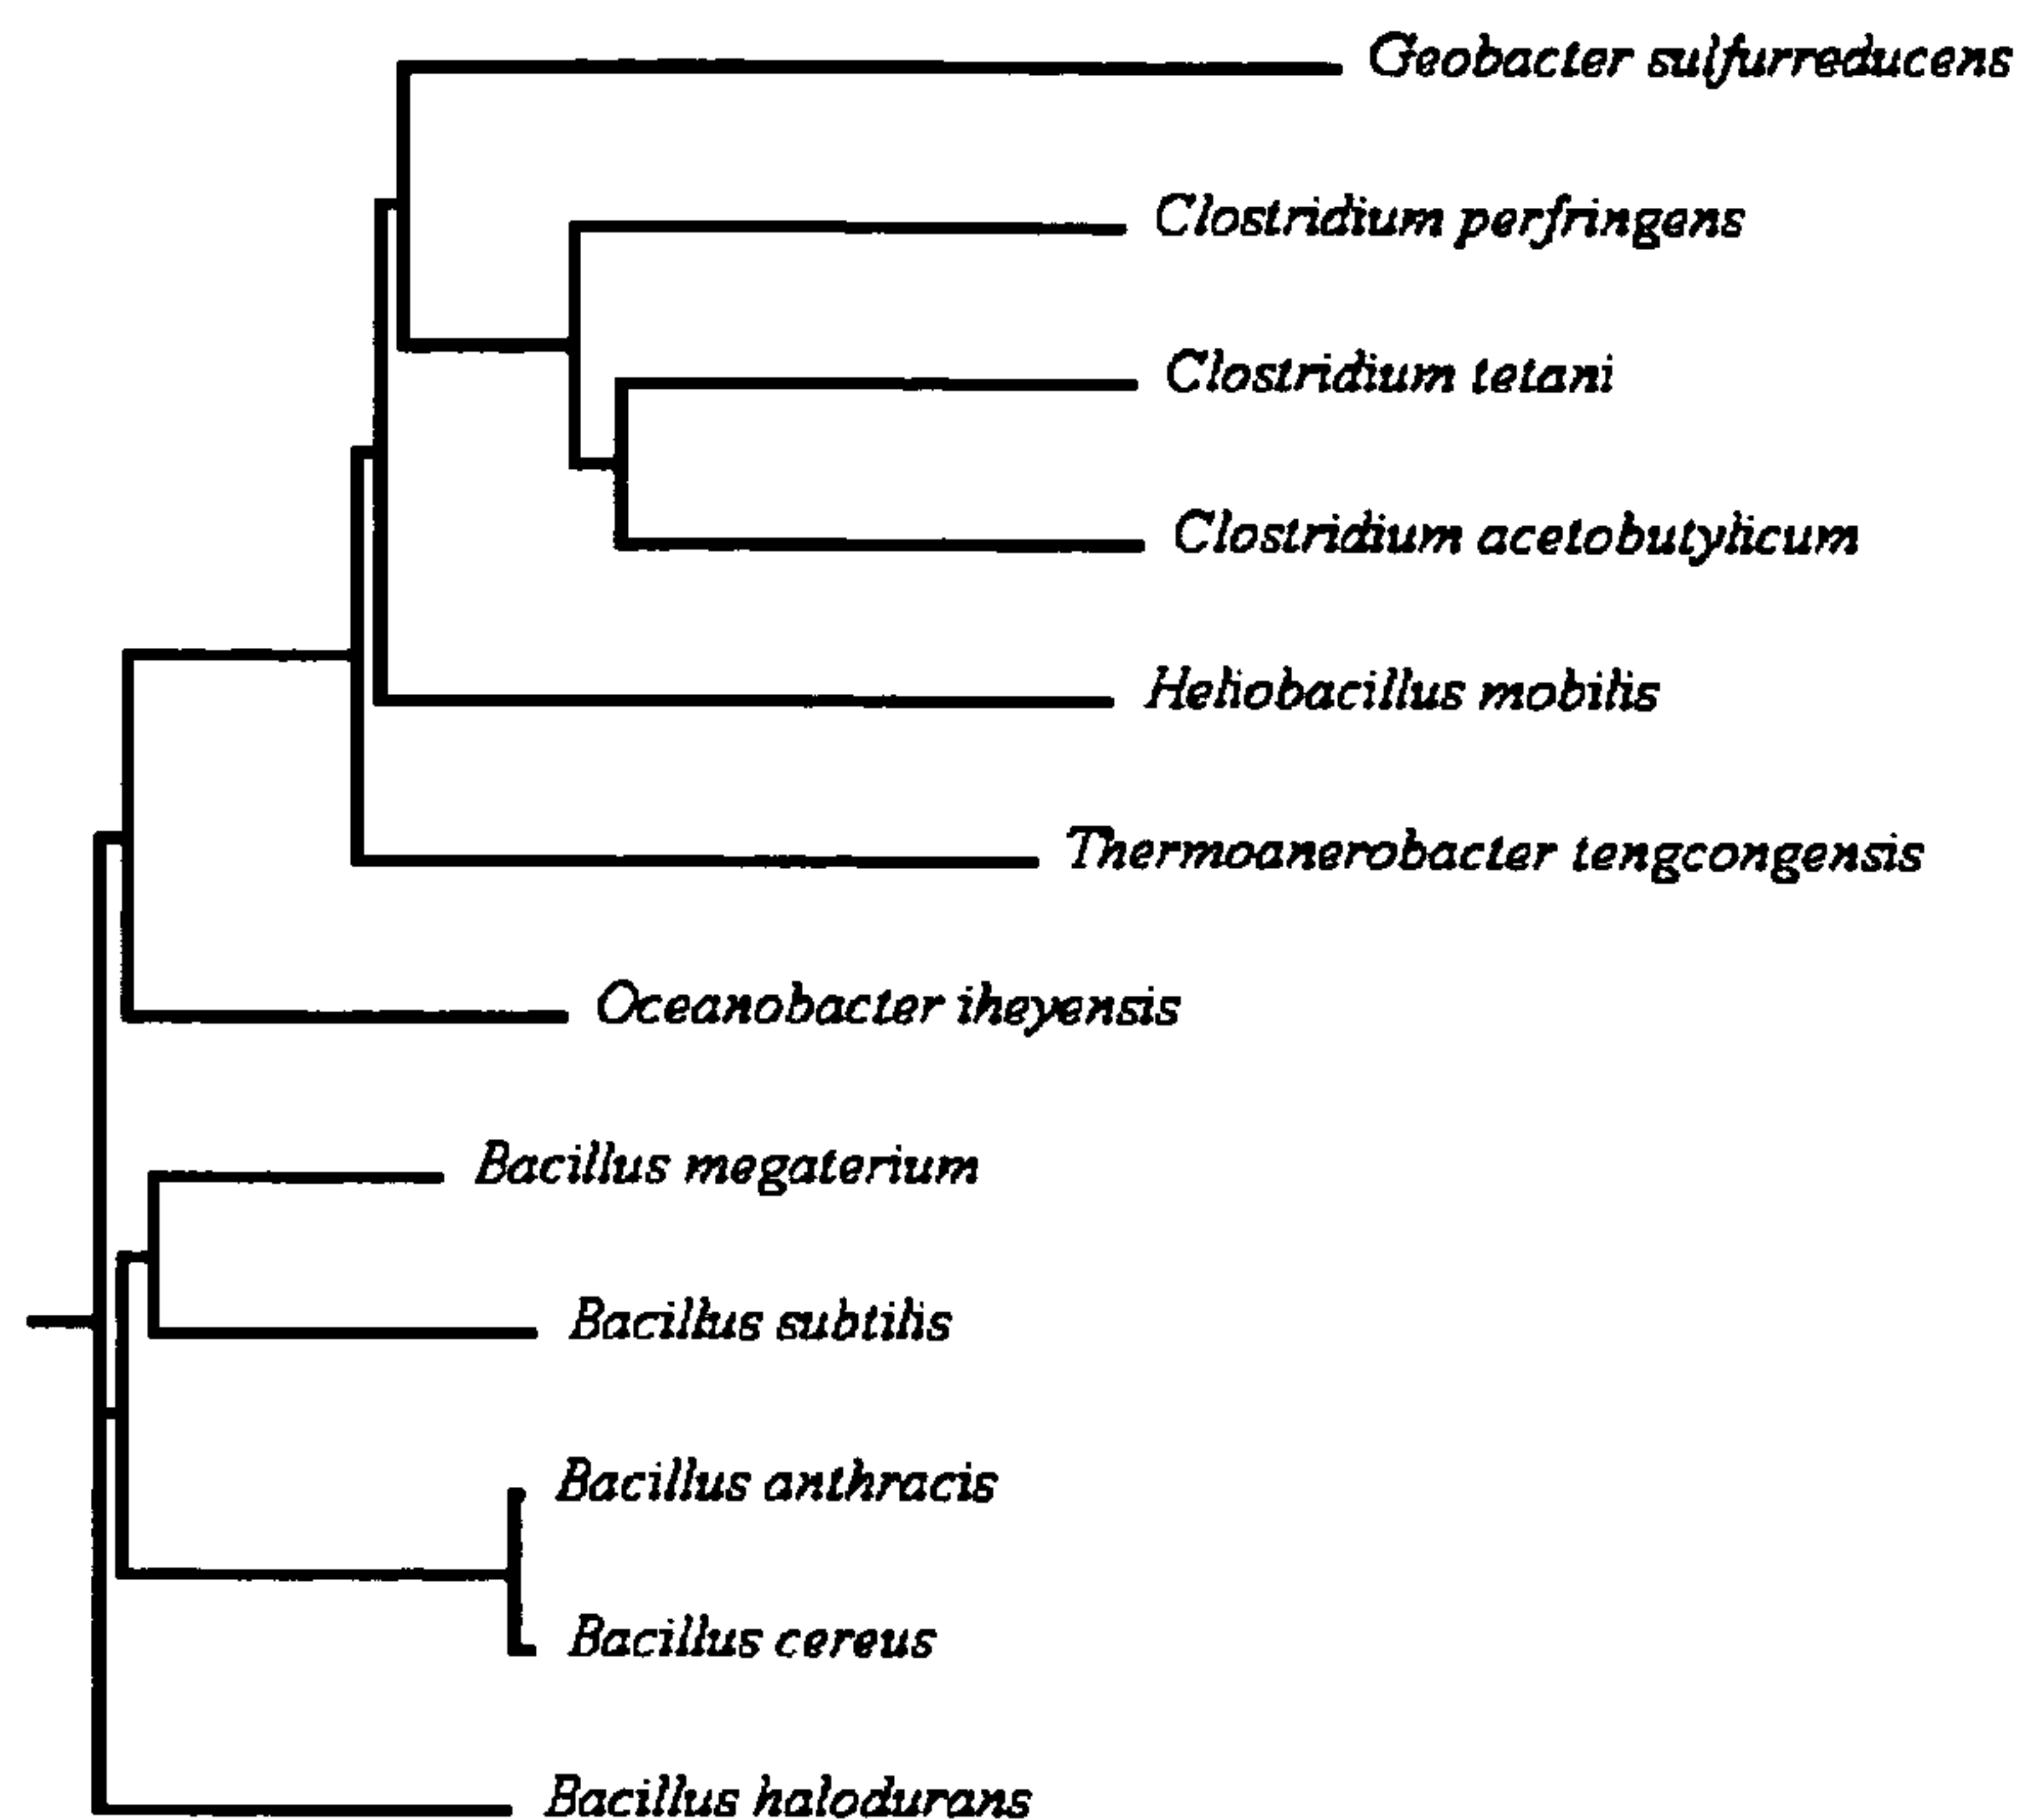 Geobacter sulfurreducens
Clostridium perfringens
Clostridium tetani
Clostridium acetobutylicum
Heliobacillus mobilis
Thermoanerobacter tengcongensis
Oceanobacter iheyensis
Bacillus megaterium
Bacillus subtilis
Bacillus anthracis
Bacillus cereus
Bacillus halodurans